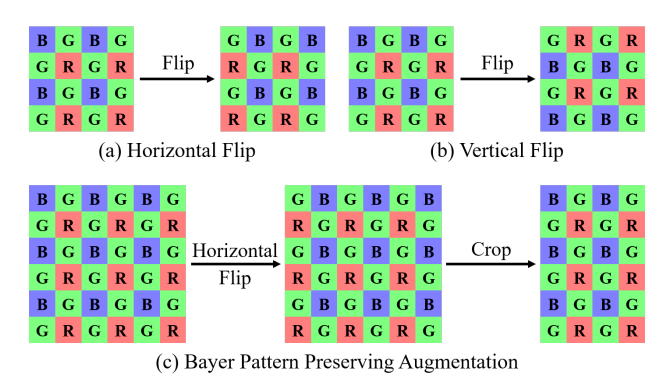 B G B G
G R G R
B G B G
G R G R
Flip
G B G B
R G R G
G B G B
R G R G
(a) Horizontal Flip
B G B G
G R G R
B G B G
G R G R
Flip
G R G R
B G B G
G R G R
B G B G
(b) Vertical Flip
B G B G B G
G R G R G R
B G B G B G
G R G R G R
B G B G B G
G R G R G R
Horizontal
Flip
G B G B G B
R G R G R G
G B G B G B
R G R G R G
G B G B G B
R G R G R G
Crop
B G B G
G R G R
B G B G
G R G R
B G B G
G R G R
(c) Bayer Pattern Preserving Augmentation